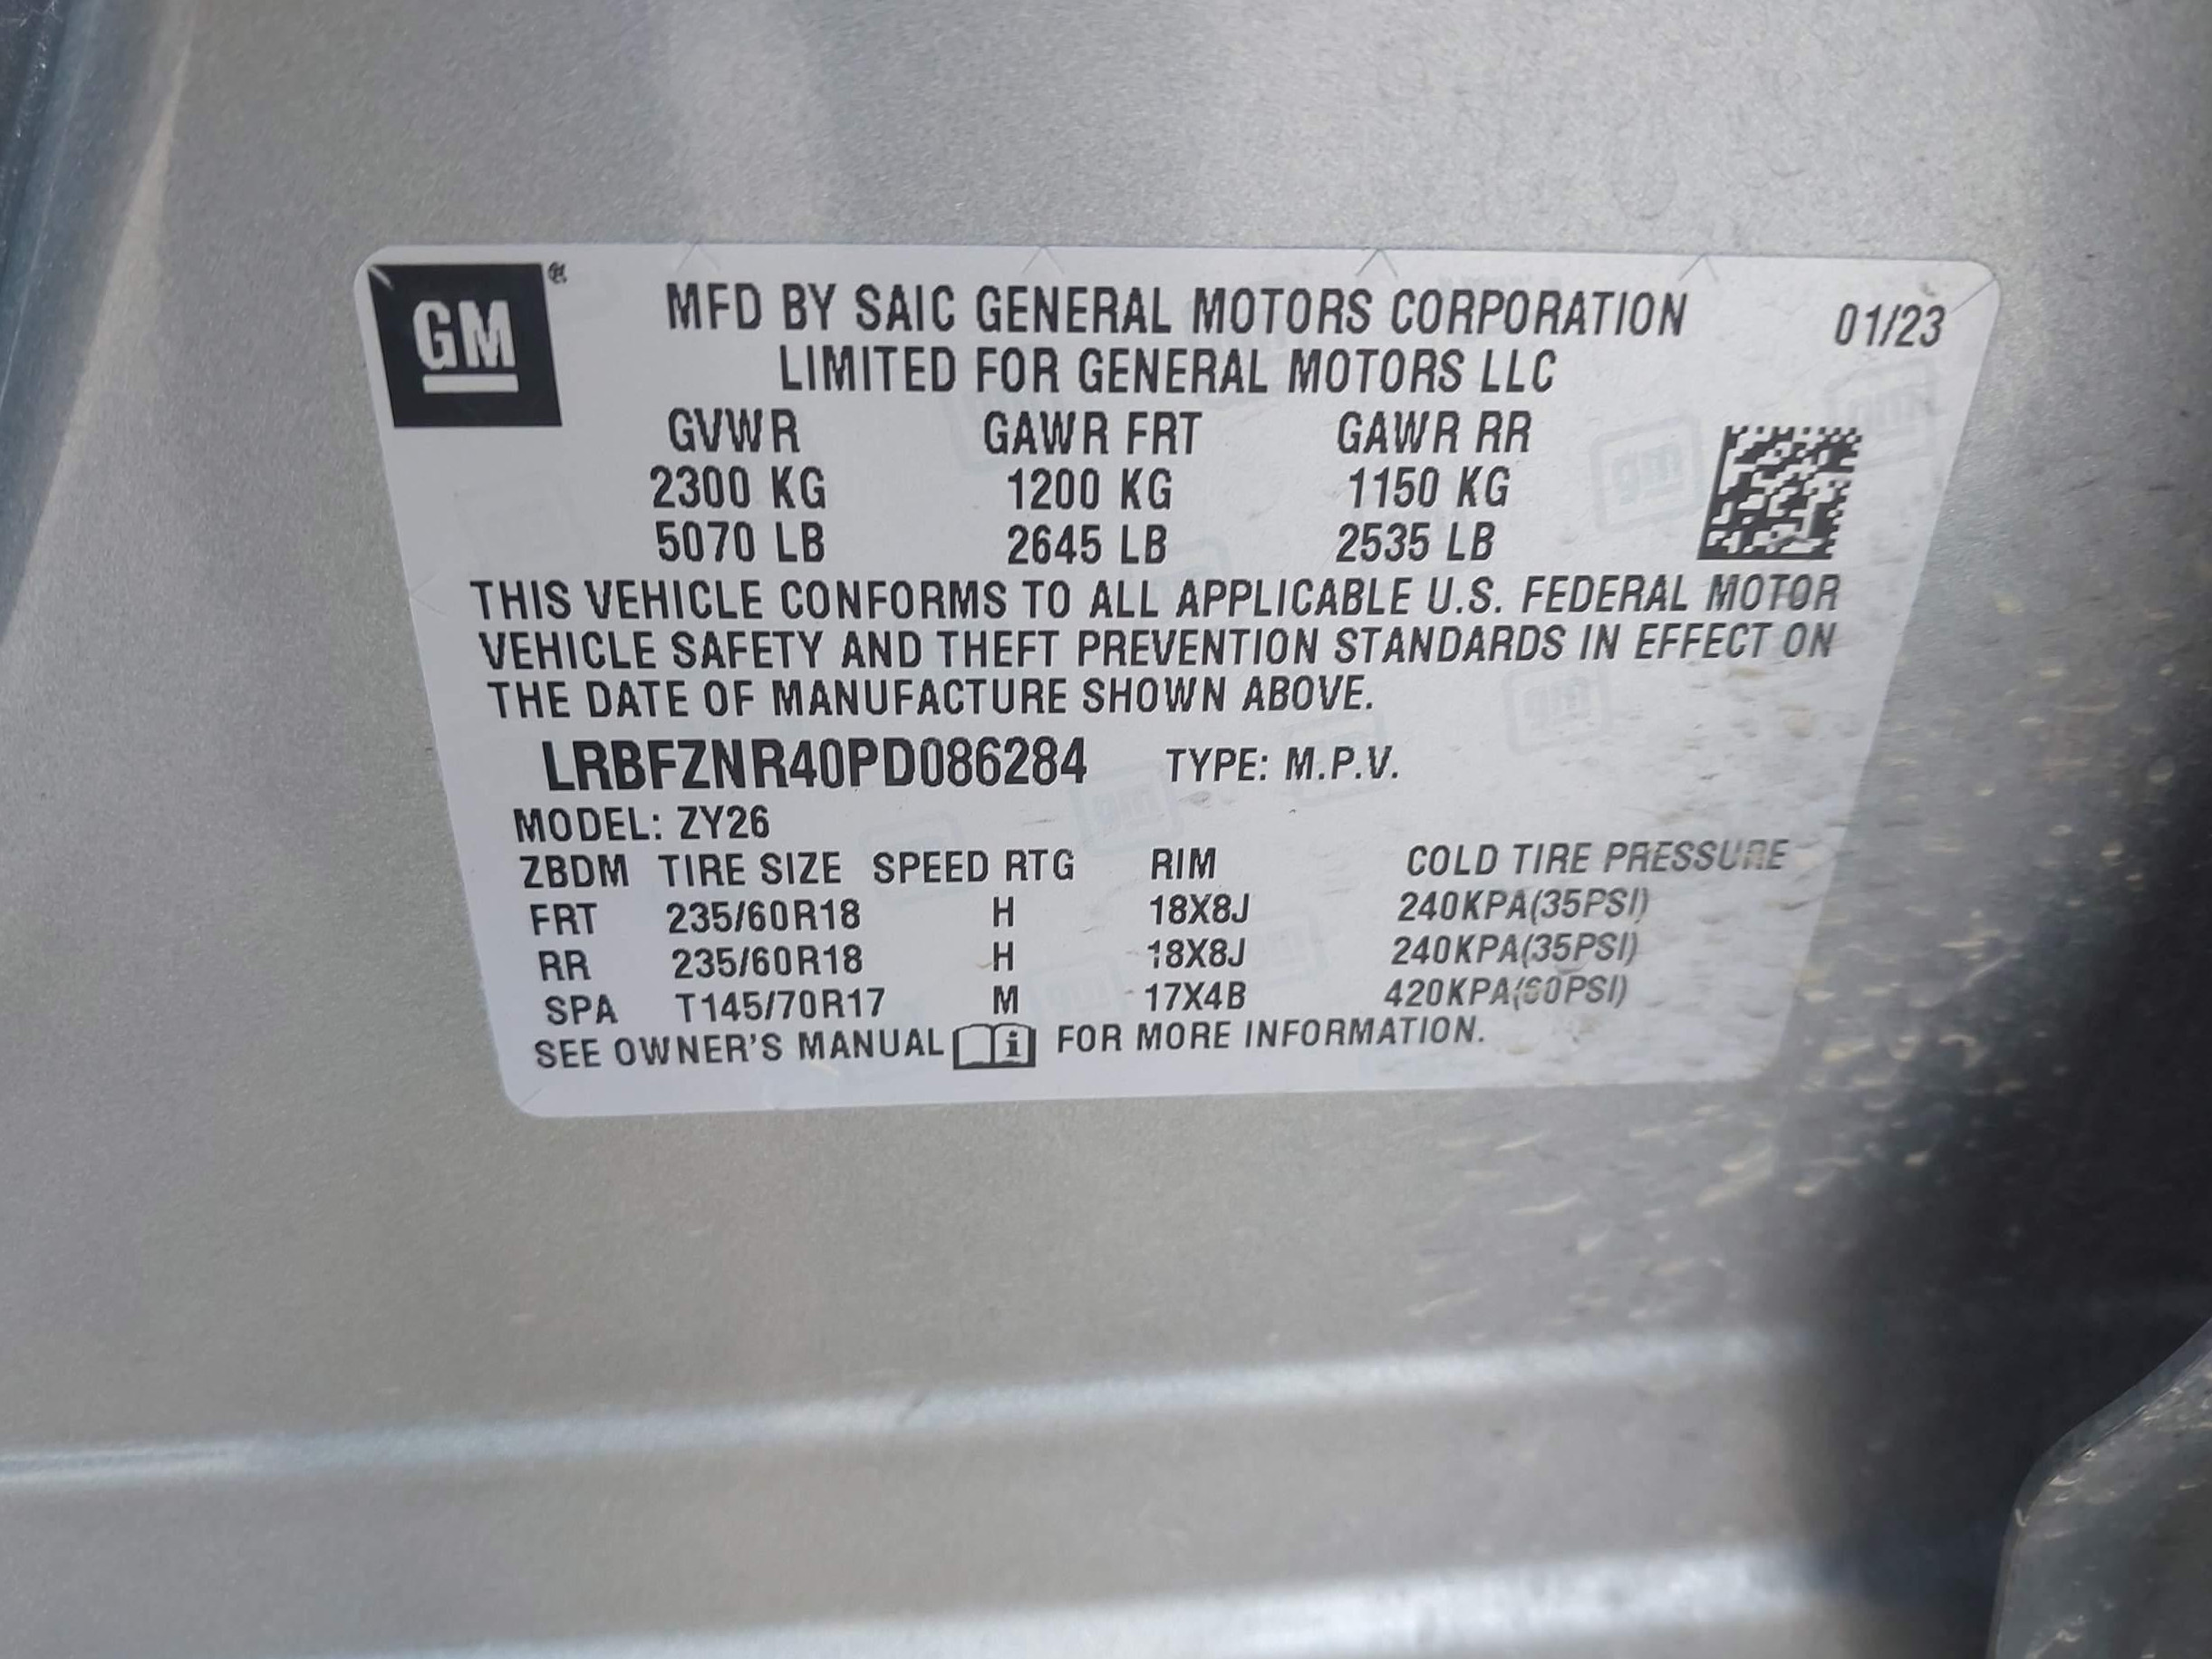 GM
MFD BY SAIC GENERAL MOTORS CORPORATION 01/23
LIMITED FOR GENERAL MOTORS LLC
GVWR GAWR FRT GAWR RR
2300 KG 1200 KG 1150 KG
5070 LB 2645 LB 2535 LB
THIS VEHICLE CONFORMS TO ALL APPLICABLE U.S. FEDERAL MOTOR
VEHICLE SAFETY AND THEFT PREVENTION STANDARDS IN EFFECT ON
THE DATE OF MANUFACTURE SHOWN ABOVE.
LRBFZNR40PD086284 TYPE: M.P.V.
MODEL: ZY26
ZBDM TIRE SIZE SPEED RTG RIM COLD TIRE PRESSURE
FRT 235/60R18 H 18X8J 240KPA(35PSI)
RR 235/60R18 H 18X8J 240KPA(35PSI)
SPA T145/70R17 M 17X4B 420KPA(60PSI)
SEE OWNER'S MANUAL i FOR MORE INFORMATION.